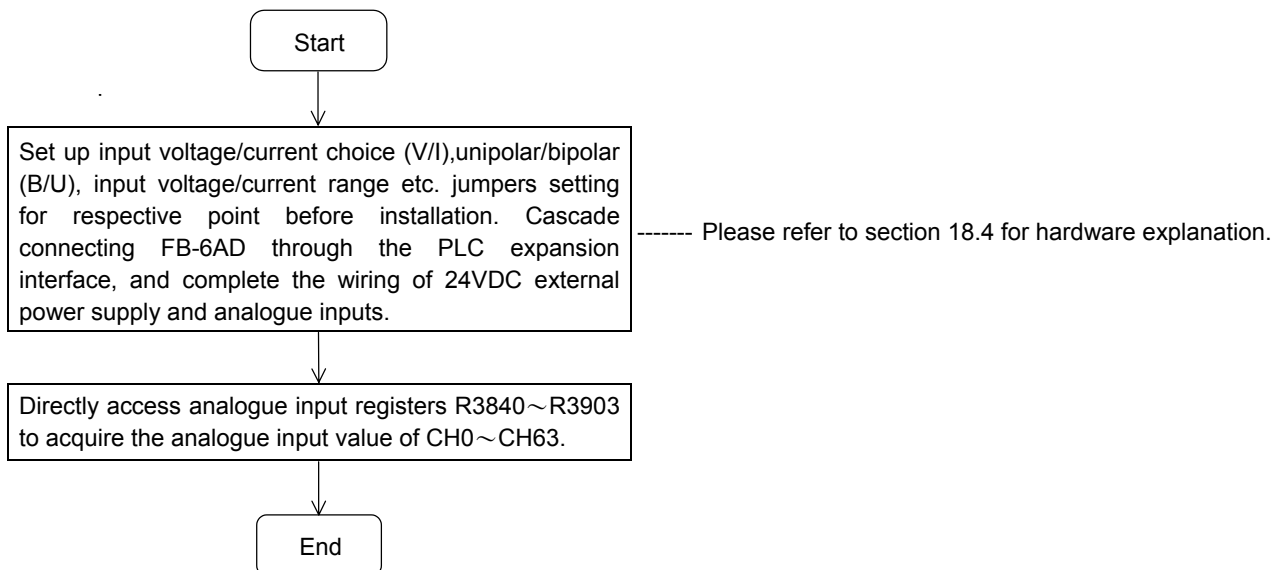 Start
.
Set up input voltage/current choice (V/I),unipolar/bipolar
(B/U), input voltage/current range etc. jumpers setting
for respective point before installation. Cascade
connecting FB-6AD through the PLC expansion
interface, and complete the wiring of 24VDC external
power supply and analogue inputs.
------- Please refer to section 18.4 for hardware explanation.
Directly access analogue input registers R3840～R3903
to acquire the analogue input value of CH0～CH63.
End